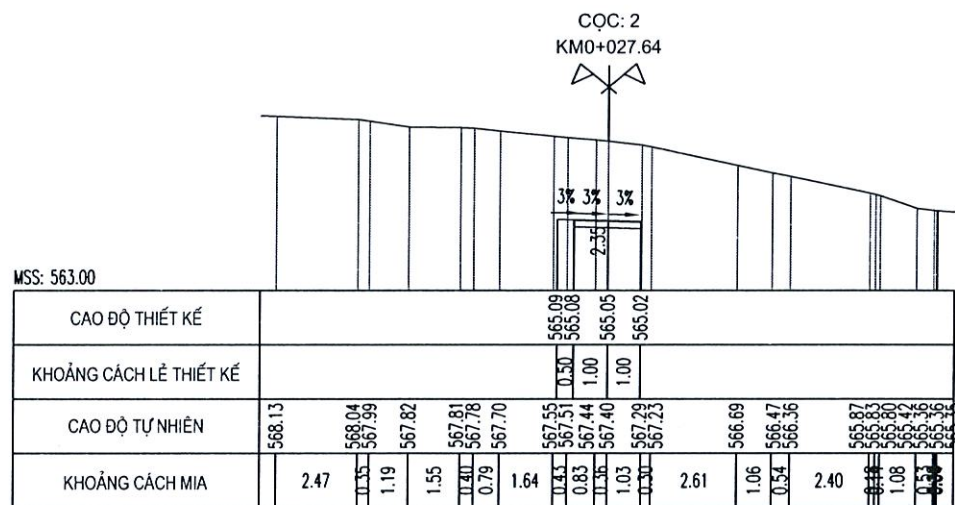 CỌC: 2
KM0+027.64
3% 3% 3%
2.35
MSS: 563.00
CAO ĐỘ THIẾT KẾ 565.09 565.08 565.05 565.02
KHOẢNG CÁCH LẺ THIẾT KẾ 0.50 1.00 1.00
CAO ĐỘ TỰ NHIÊN 568.13 568.04 567.99 567.82 567.81 567.78 567.70 567.55 567.51 567.44 567.40 567.29 567.23 566.69 566.47 566.36 565.87 565.83 565.80 565.42 565.36 565.36
KHOẢNG CÁCH MIA 2.47 0.35 1.19 1.55 0.40 0.79 1.64 0.43 0.83 0.36 1.03 0.30 2.61 1.06 0.54 2.40 1.08 0.53